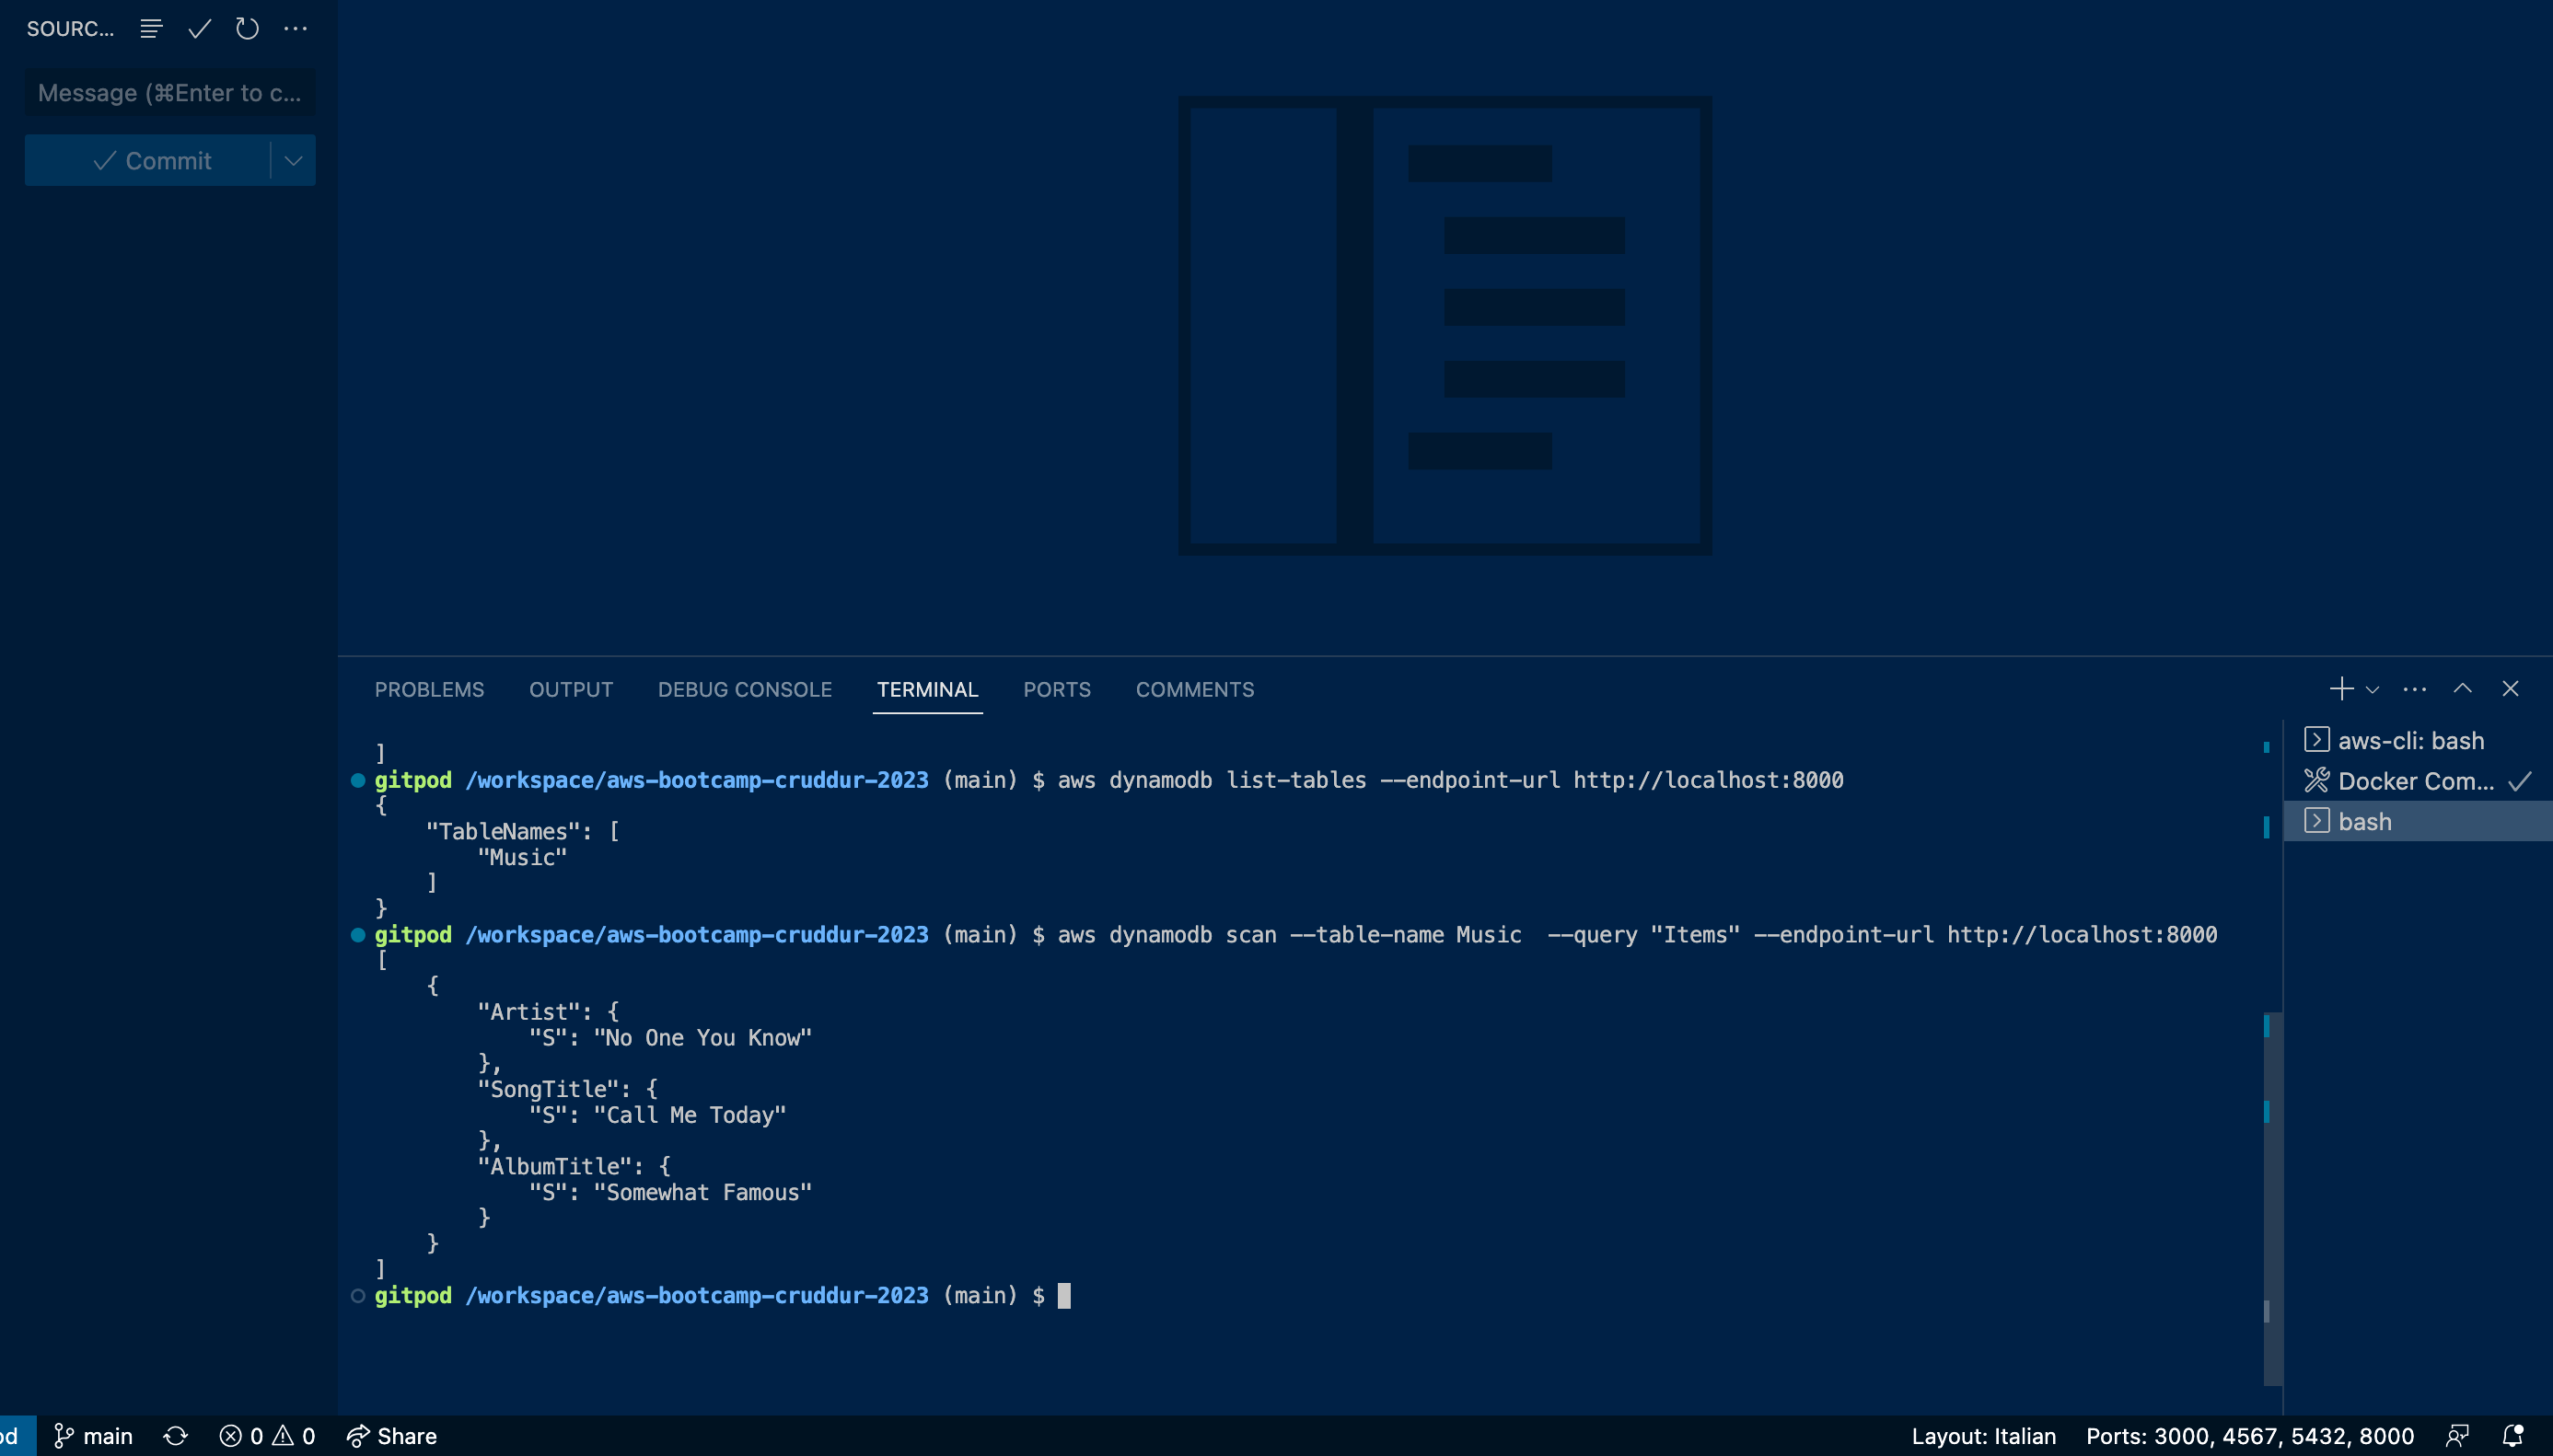 SOURC...
Message (⌘Enter to c...
Commit
PROBLEMS OUTPUT DEBUG CONSOLE TERMINAL PORTS COMMENTS
]
gitpod /workspace/aws-bootcamp-cruddur-2023 (main) $ aws dynamodb list-tables --endpoint-url http://localhost:8000
{
    "TableNames": [
        "Music"
    ]
}
gitpod /workspace/aws-bootcamp-cruddur-2023 (main) $ aws dynamodb scan --table-name Music  --query "Items" --endpoint-url http://localhost:8000
[
    {
        "Artist": {
            "S": "No One You Know"
        },
        "SongTitle": {
            "S": "Call Me Today"
        },
        "AlbumTitle": {
            "S": "Somewhat Famous"
        }
    }
]
gitpod /workspace/aws-bootcamp-cruddur-2023 (main) $
aws-cli: bash
Docker Com...
bash
od main 0 0 Share Layout: Italian Ports: 3000, 4567, 5432, 8000